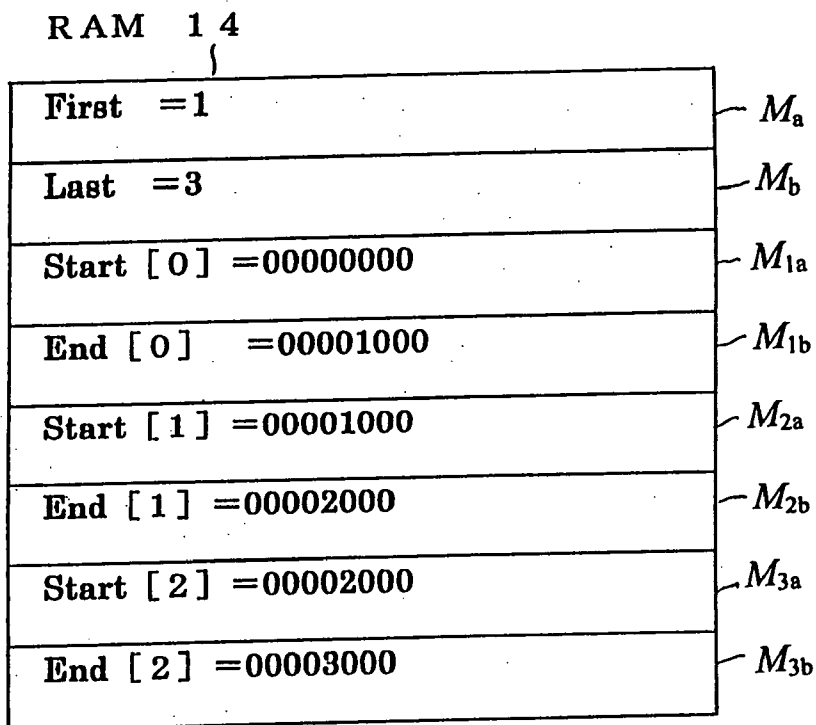 RAM 14
First =1 Ma
Last =3 Mb
Start [0] =00000000 M1a
End [0] =00001000 M1b
Start [1] =00001000 M2a
End [1] =00002000 M2b
Start [2] =00002000 M3a
End [2] =00003000 M3b